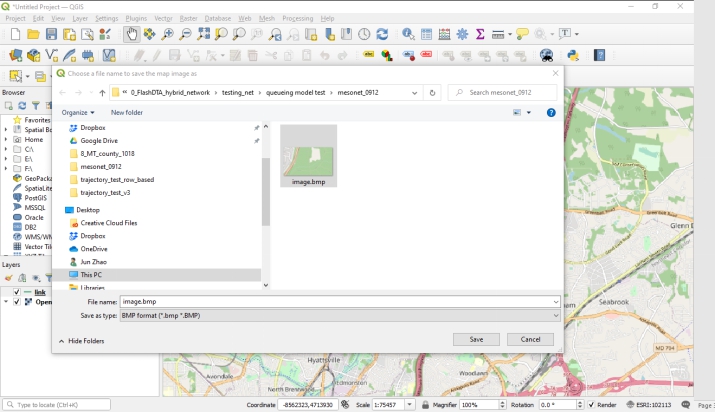 *Untitled Project — QGIS
Project Edit View Layer Settings Plugins Vector Raster Database Web Mesh Processing Help
Choose a file name to save the map image as
« 0_FlashDTA_hybrid_network > testing_net > queueing model test > mesonet_0912
Search mesonet_0912
Organize
New folder
Browser
Favorites
Spatial Bo
Home
C:\
E:\
F:\
GeoPacka
SpatiaLite
PostGIS
MSSQL
Oracle
DB2
WMS/WM
Vector Tile
Dropbox
Google Drive
8_MT_county_1018
mesonet_0912
trajectory_test_row_based
trajectory_test_v3
Desktop
Creative Cloud Files
Dropbox
OneDrive
Jun Zhao
This PC
Libraries
image.bmp
Layers
link
Open
File name: image.bmp
Save as type: BMP format (*.bmp *.BMP)
Hide Folders
Save
Cancel
Glenn
Seabrook
MD 704
Hyattsville
Avondale
North Brentwood
Edmonston
Woodlawn
Type to locate (Ctrl+K)
Coordinate -8562323,4713930
Scale 1:75457
Magnifier 100%
Rotation 0.0 °
Render
ESRI:102113